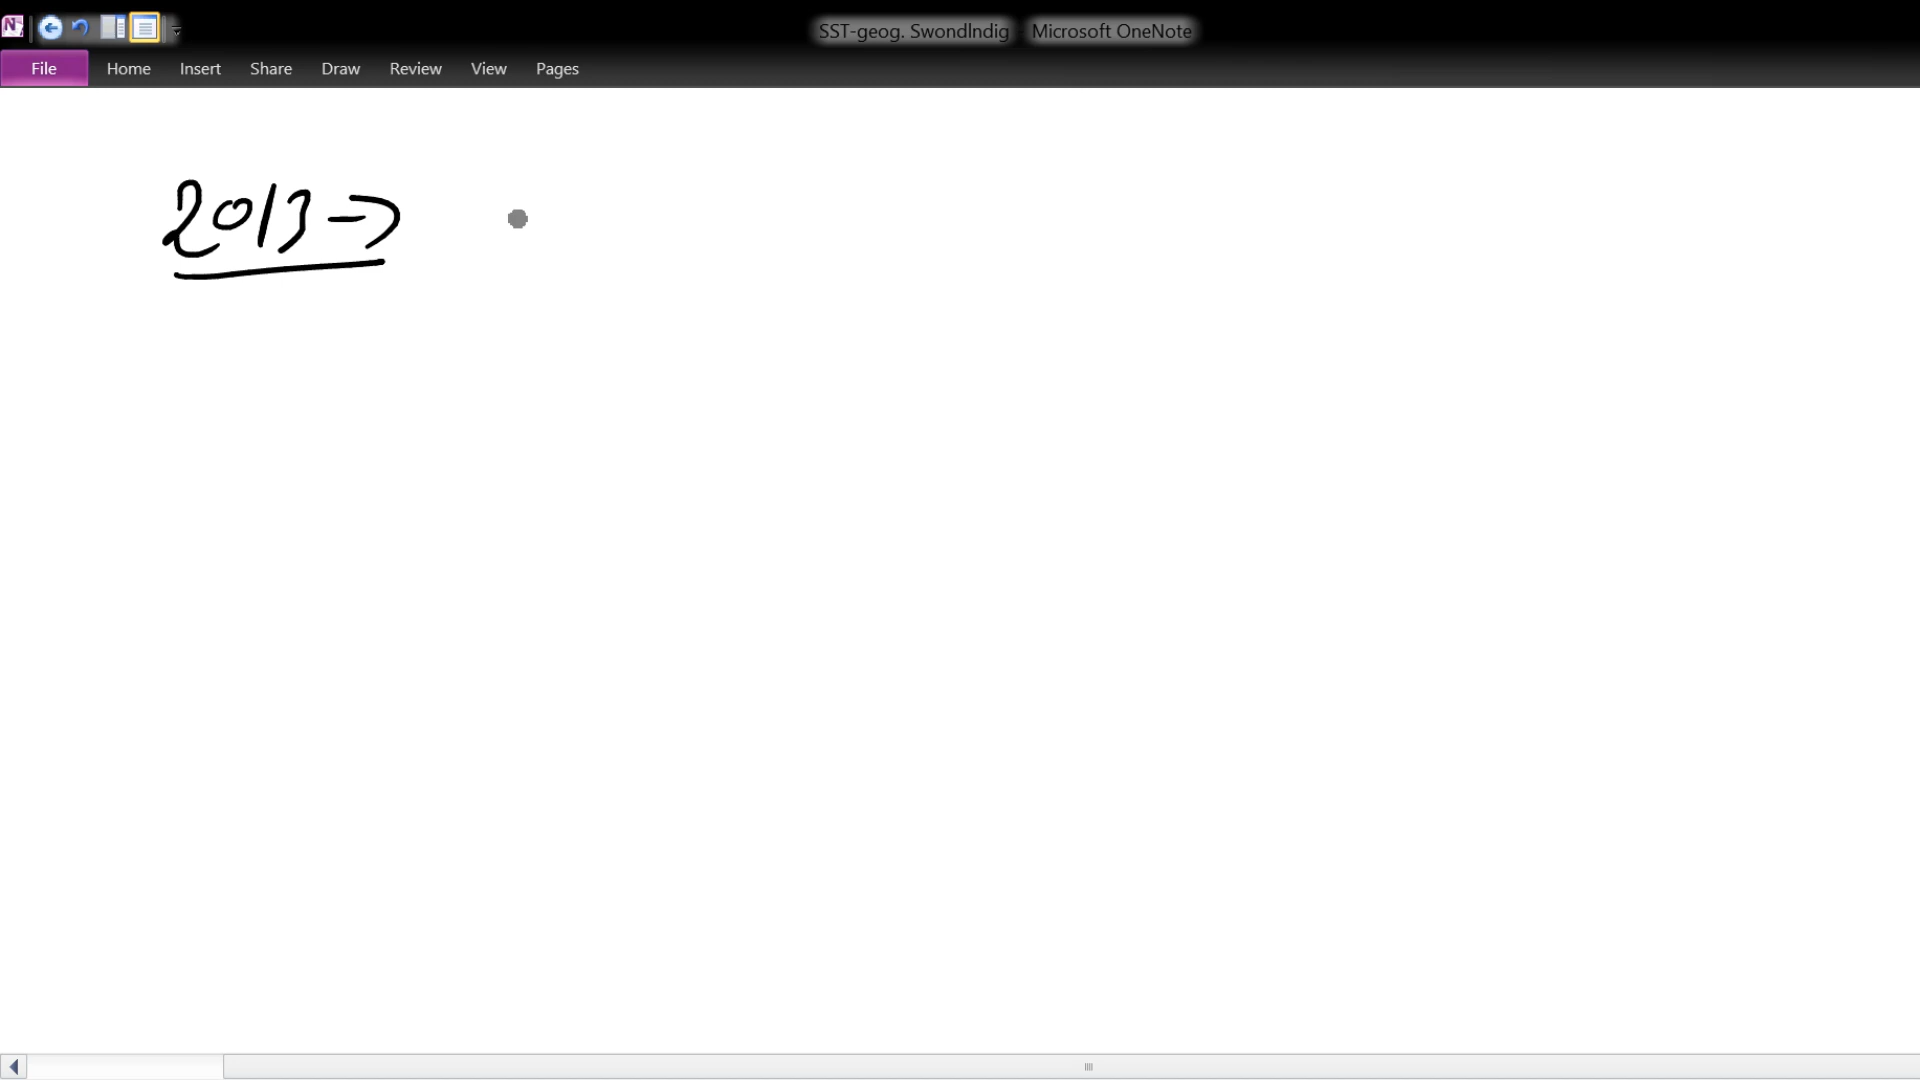 SST-geog. SwondIndig - Microsoft OneNote
File Home Insert Share Draw Review View Pages
2013 →